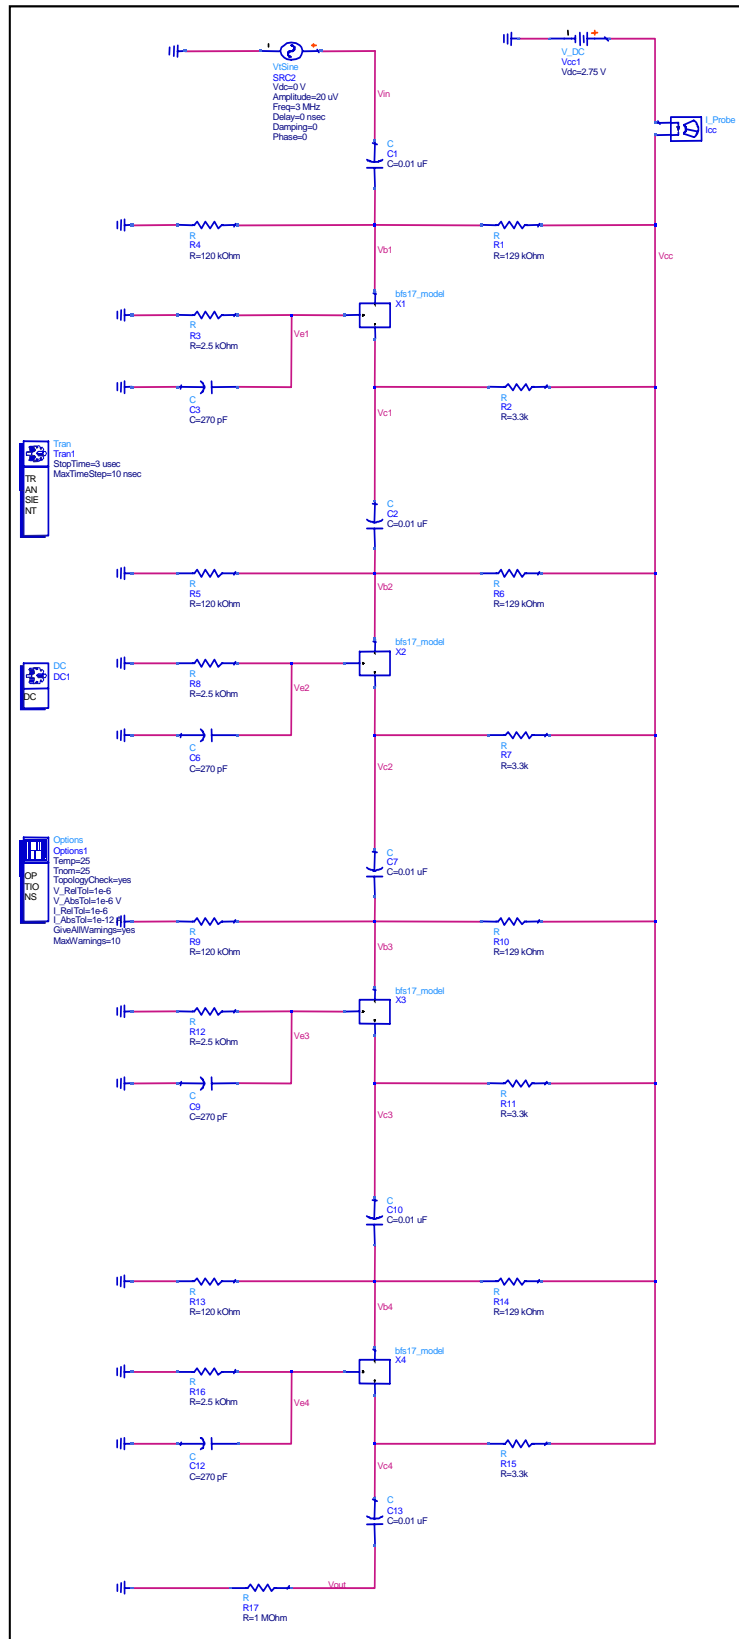 VtSine
SRC2
Vdc=0 V
Amplitude=20 uV
Freq=3 MHz
Delay=0 nsec
Damping=0
Phase=0
V_DC
Vcc1
Vdc=2.75 V
Vin
I_Probe
Icc
C
C1
C=0.01 uF
R
R4
R=120 kOhm
Vb1
R
R1
R=129 kOhm
Vcc
bfs17_model
X1
R
R3
R=2.5 kOhm
Ve1
C
C3
C=270 pF
Vc1
R
R2
R=3.3k
Tran
Tran1
StopTime=3 usec
MaxTimeStep=10 nsec
TR
AN
SIE
NT
C
C2
C=0.01 uF
R
R5
R=120 kOhm
Vb2
R
R6
R=129 kOhm
bfs17_model
X2
DC
DC1
DC
R
R8
R=2.5 kOhm
Ve2
C
C6
C=270 pF
Vc2
R
R7
R=3.3k
Options
Options1
Temp=25
Tnom=25
TopologyCheck=yes
V_RelTol=1e-6
V_AbsTol=1e-6 V
I_RelTol=1e-6
I_AbsTol=1e-12
GiveAllWarnings=yes
MaxWarnings=10
OP
TIO
NS
C
C7
C=0.01 uF
R
R9
R=120 kOhm
Vb3
R
R10
R=129 kOhm
bfs17_model
X3
R
R12
R=2.5 kOhm
Ve3
C
C9
C=270 pF
Vc3
R
R11
R=3.3k
C
C10
C=0.01 uF
R
R13
R=120 kOhm
Vb4
R
R14
R=129 kOhm
bfs17_model
X4
R
R16
R=2.5 kOhm
Ve4
C
C12
C=270 pF
Vc4
R
R15
R=3.3k
C
C13
C=0.01 uF
Vout
R
R17
R=1 MOhm